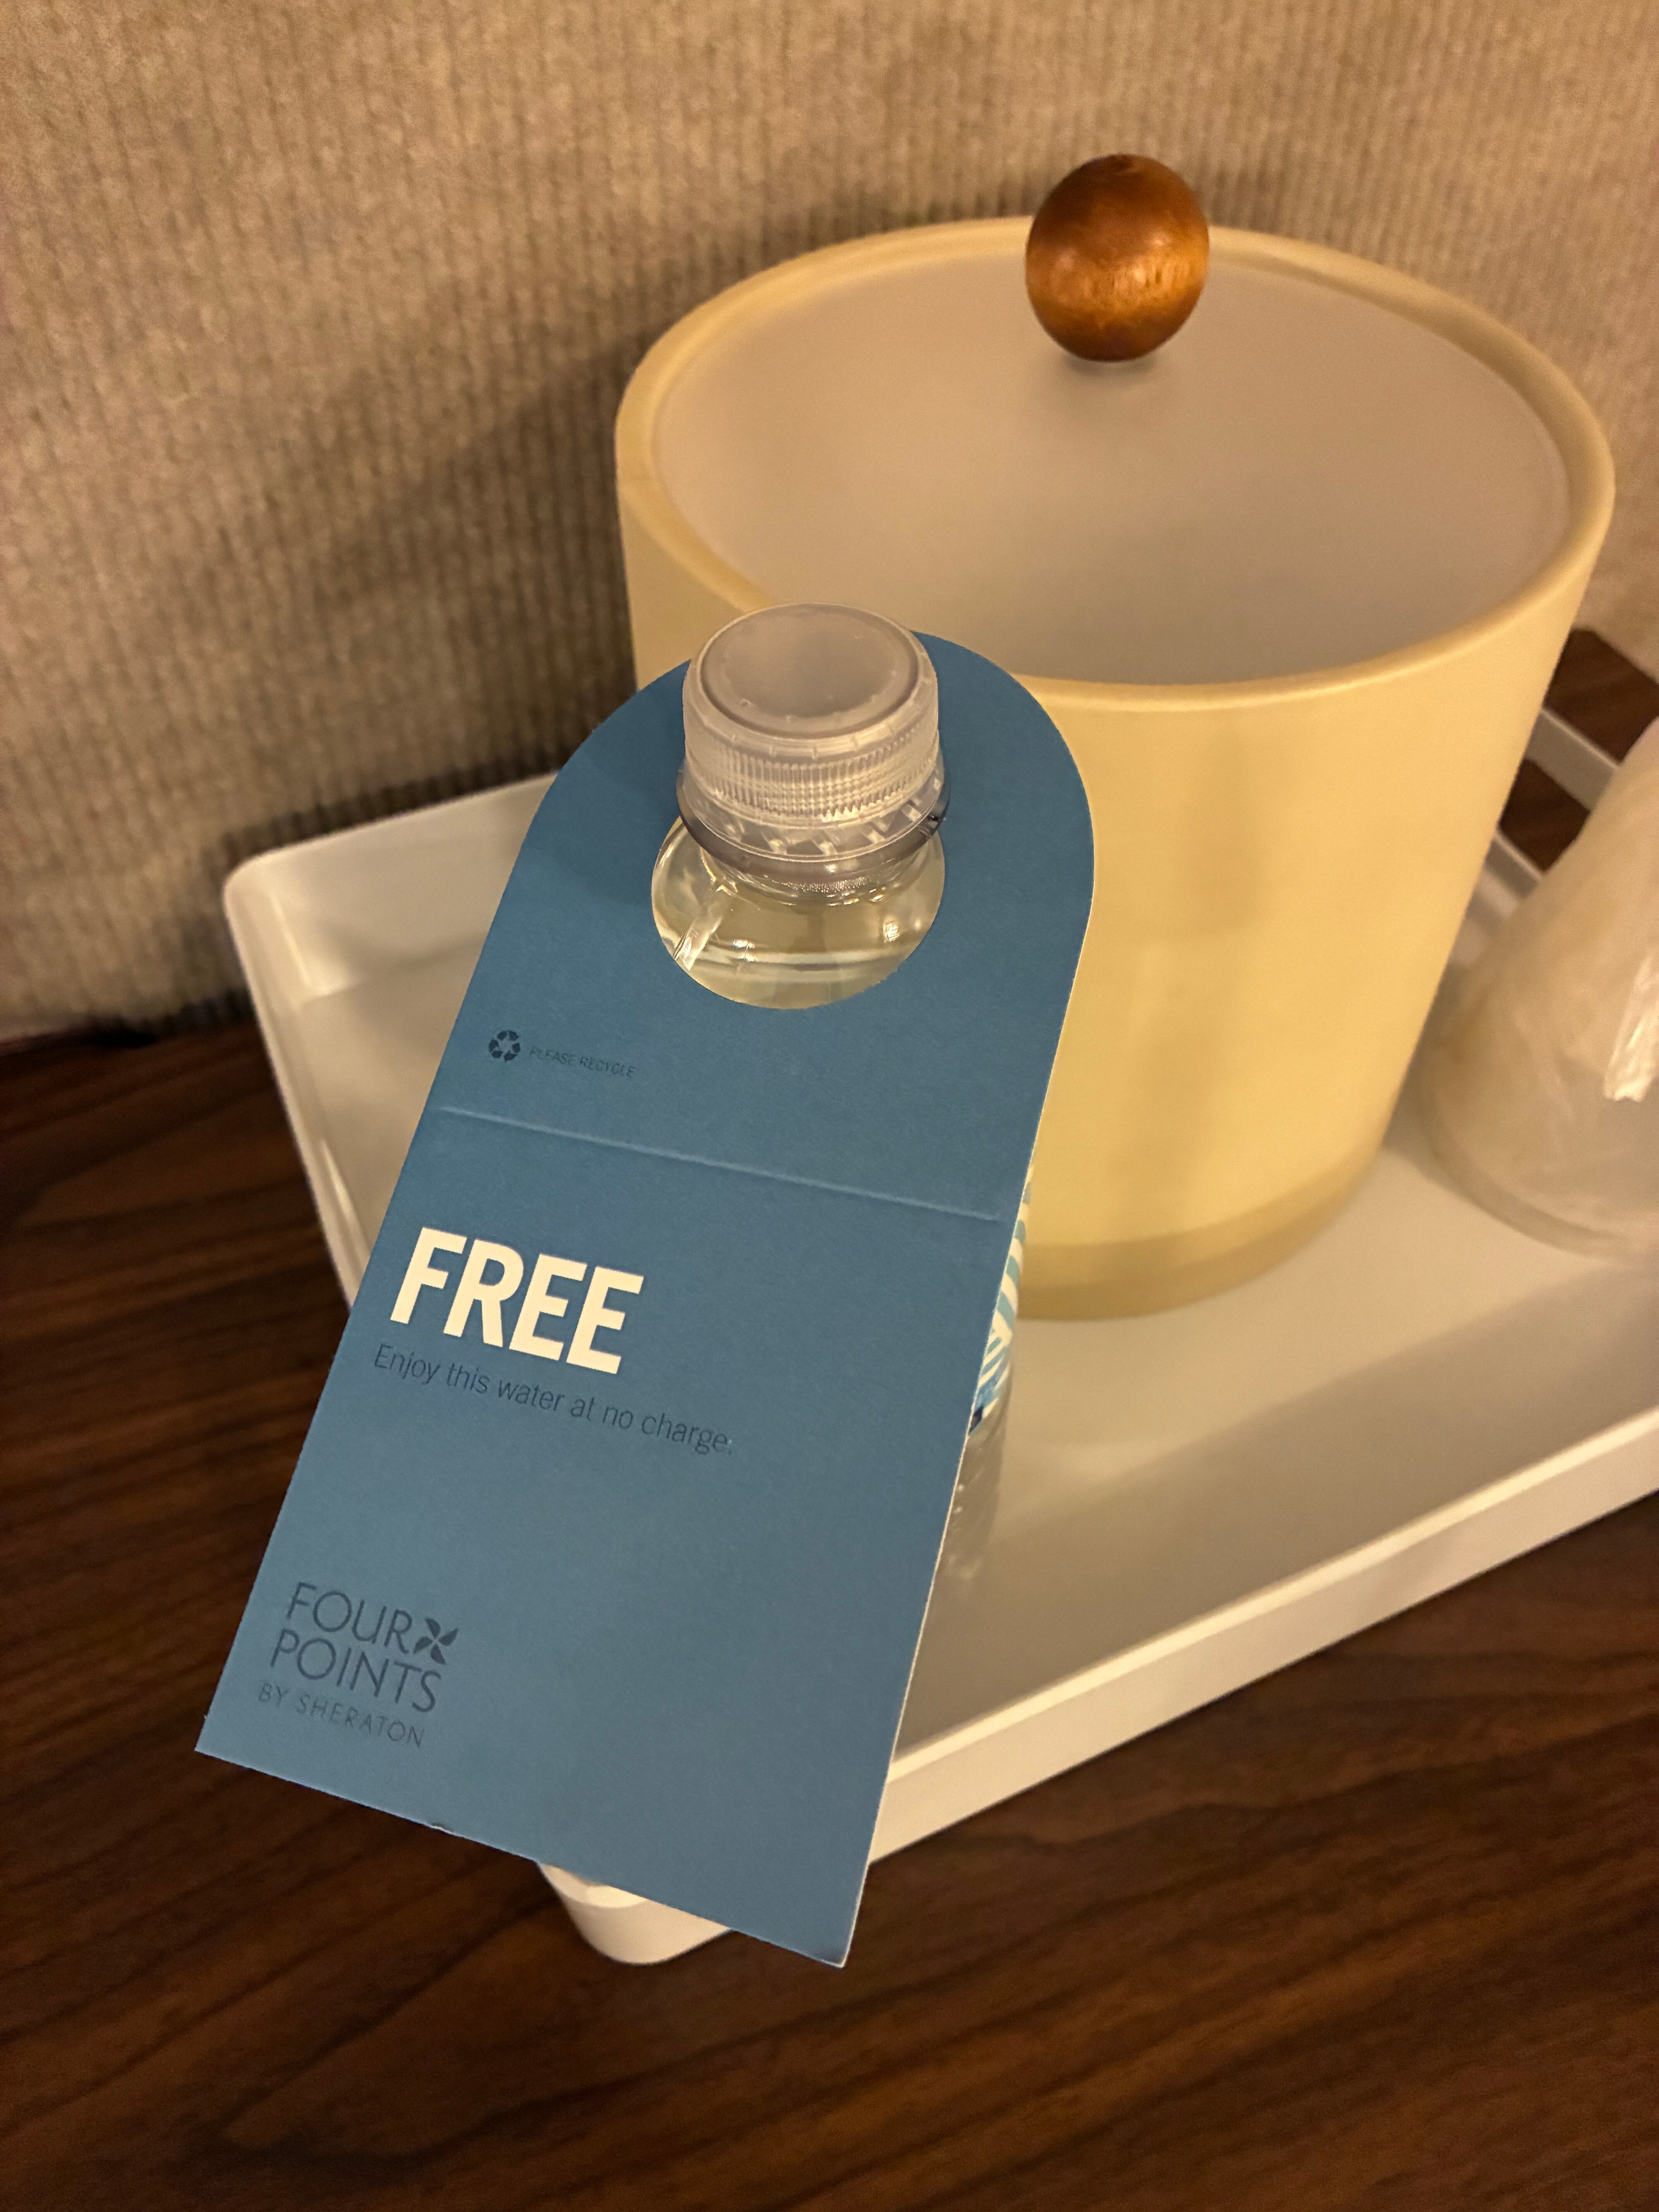 PLEASE RECYCLE
FREE
Enjoy this water at no charge.
FOUR
POINTS
BY SHERATON